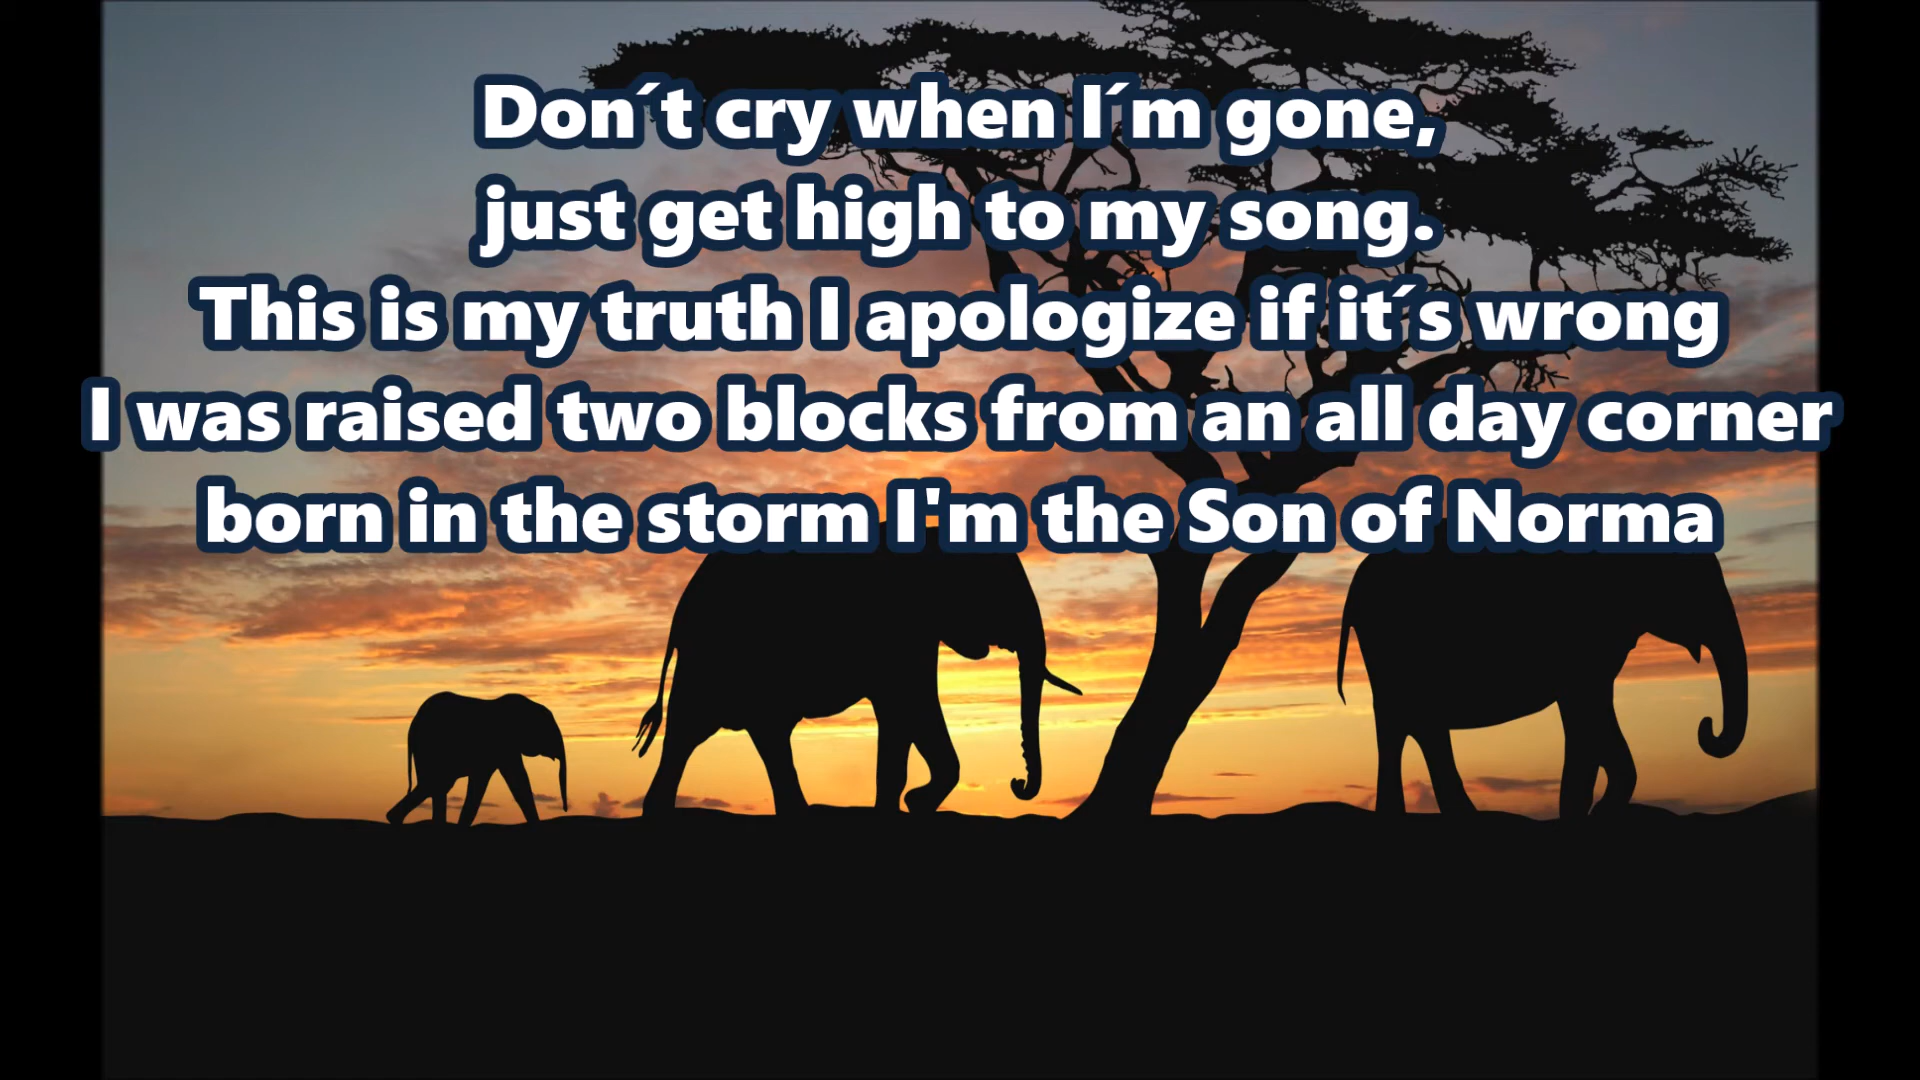 Don´t cry when I´m gone,
just get high to my song.
This is my truth I apologize if it´s wrong
I was raised two blocks from an all day corner
born in the storm I'm the Son of Norma